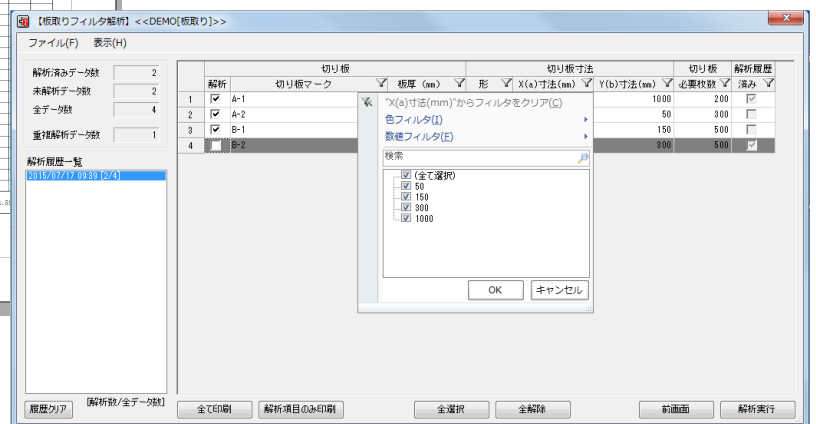 【板取りフィルタ解析】<<DEMO[板取り]>>
ファイル(F) 表示(H)
解析済みデータ数 2
未解析データ数 2
全データ数 4
重複解析データ数 1
解析履歴一覧
2015/07/17 09:39 [2/4]
切り板 切り板寸法 切り板 解析履歴
解析 切り板マーク 板厚 (mm) 形 X(a)寸法(mm) Y(b)寸法(mm) 必要枚数 済み
1 A-1 1000 200
2 A-2 50 300
3 B-1 150 500
4 B-2 300 500
"X(a)寸法(mm)"からフィルタをクリア(C)
色フィルタ(I)
数値フィルタ(F)
検索
(全て選択)
50
150
300
1000
OK キャンセル
履歴クリア [解析数/全データ数] 全て印刷 解析項目のみ印刷 全選択 全解除 前画面 解析実行